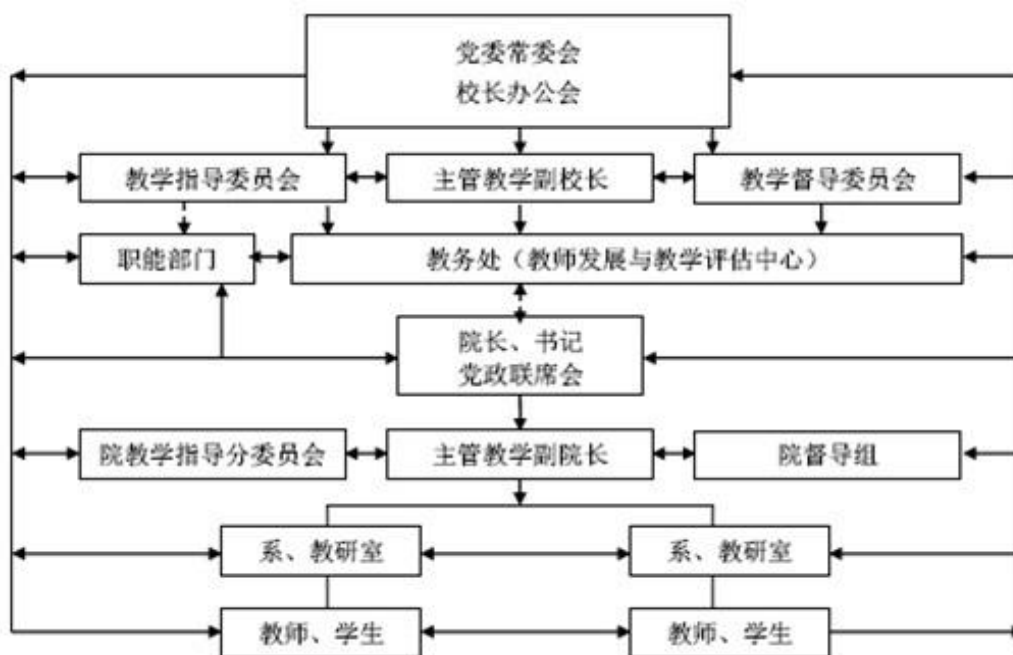 党委常委会
校长办公会
教学指导委员会
主管教学副校长
教学督导委员会
职能部门
教务处（教师发展与教学评估中心）
院长、书记
党政联席会
院教学指导分委员会
主管教学副院长
院督导组
系、教研室
系、教研室
教师、学生
教师、学生